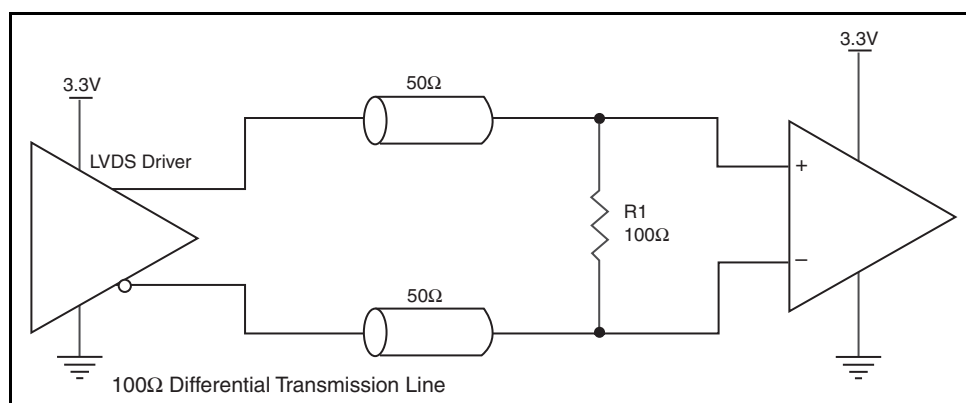 3.3V
3.3V
50Ω
LVDS Driver
+
R1
100Ω
–
50Ω
100Ω Differential Transmission Line